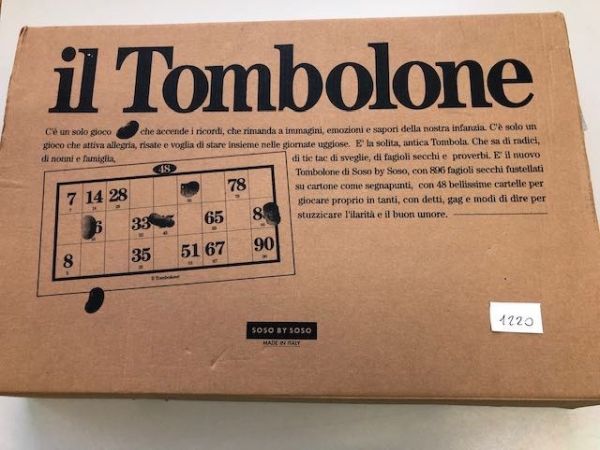 il Tombolone
C'è un solo gioco che accende i ricordi, che rimanda a immagini, emozioni e sapori della nostra infanzia. C'è solo un
gioco che attiva allegria, risate e voglia di stare insieme nelle giornate uggiose. E' la solita, antica Tombola. Che sa di radici,
di nonni e famiglia, di tic tac di sveglie, di fagioli secchi e proverbi. E' il nuovo
Tombolone di Soso by Soso, con 896 fagioli secchi fustellati
su cartone come segnapunti, con 48 bellissime cartelle per
giocare proprio in tanti, con detti, gag e modi di dire per
stuzzicare l'ilarità e il buon umore.
48
7 14 28 78
6 33 65 8
8 35 51 67 90
il Tombolone
SOSO BY SOSO
MADE IN ITALY
1220